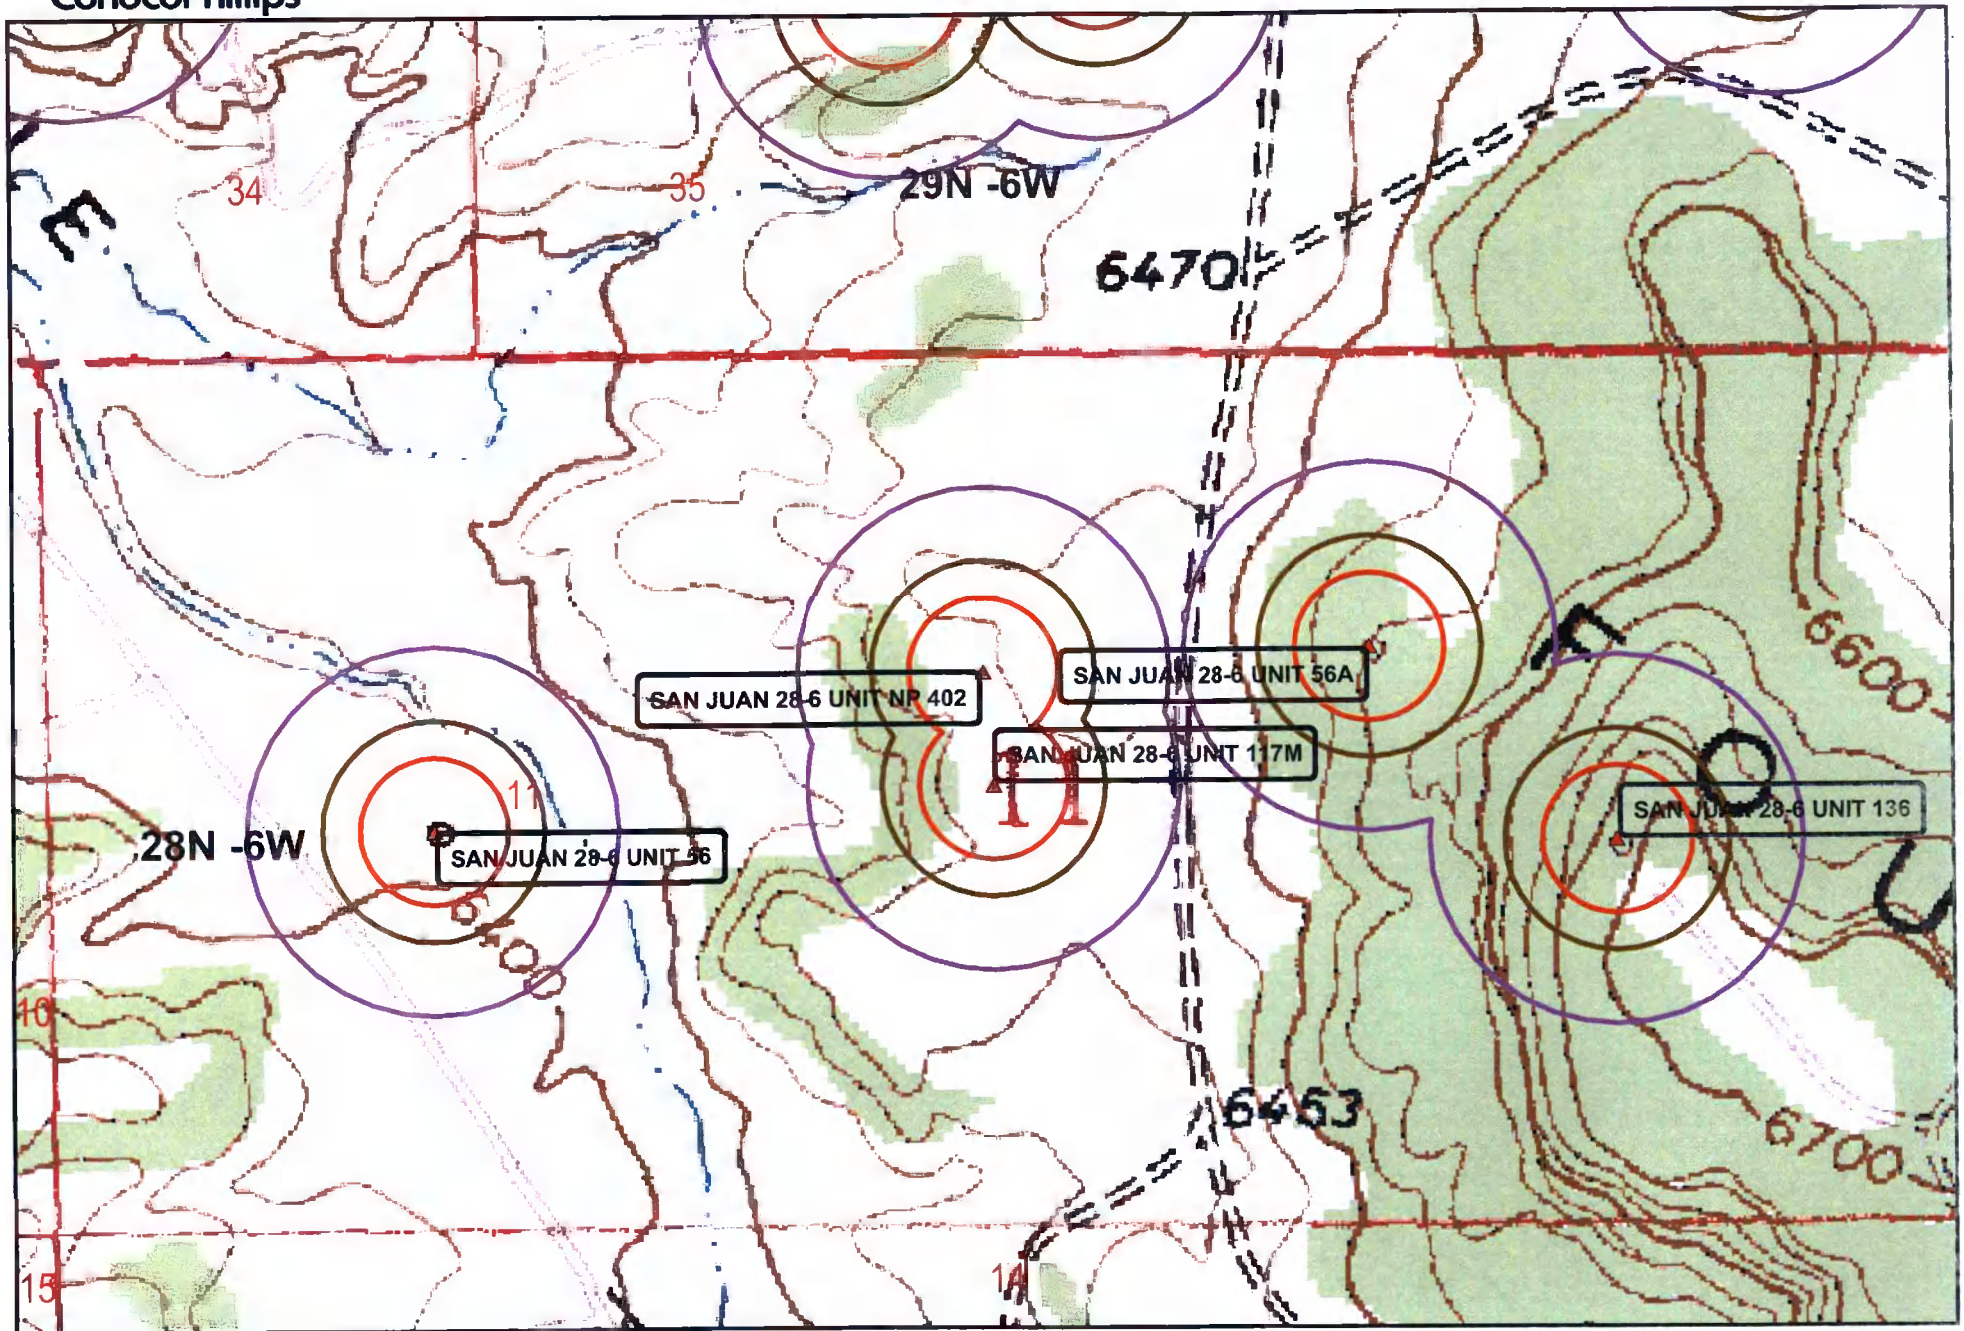 ConocoPhillips
34
35
29N -6W
E
6470
6600
SAN JUAN 28-6 UNIT 56A
SAN JUAN 28-6 UNIT NP 402
SAN JUAN 28-6 UNIT 117M
11
11
SAN JUAN 28-6 UNIT 136
28N -6W
SAN JUAN 28-6 UNIT 56
U
10
6463
6700
15
14